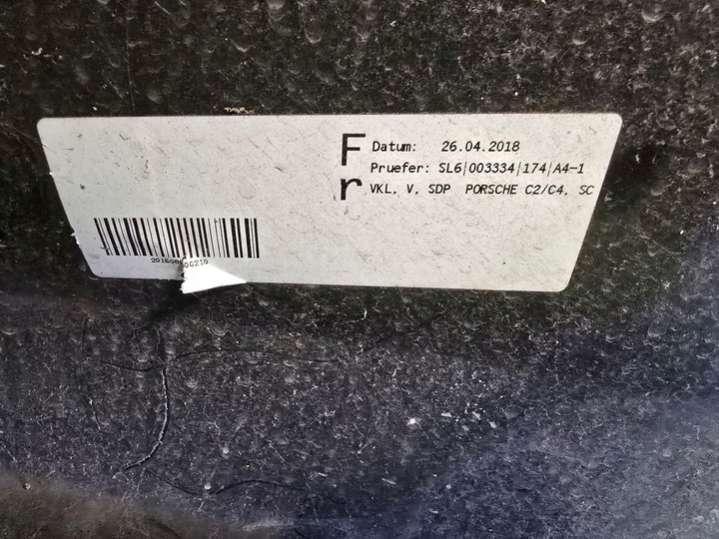 F
r
Datum: 26.04.2018
Pruefer: SL6|003334|174|A4-1
VKL. V. SDP PORSCHE C2/C4. SC